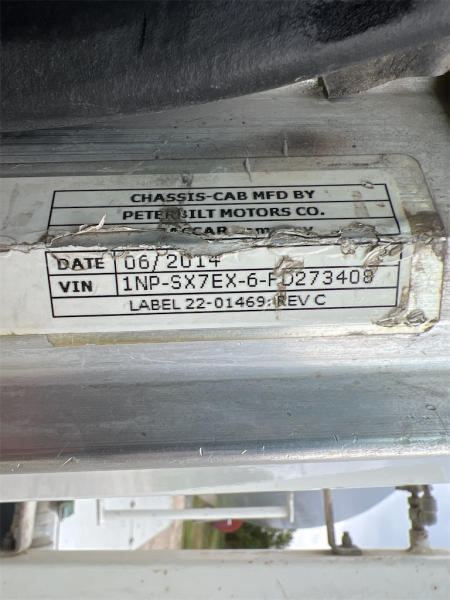 CHASSIS-CAB MFD BY
PETERBILT MOTORS CO.
PACCAR
DATE 06/2014
VIN 1NP-SX7EX-6-FD273408
LABEL 22-01469: REV C